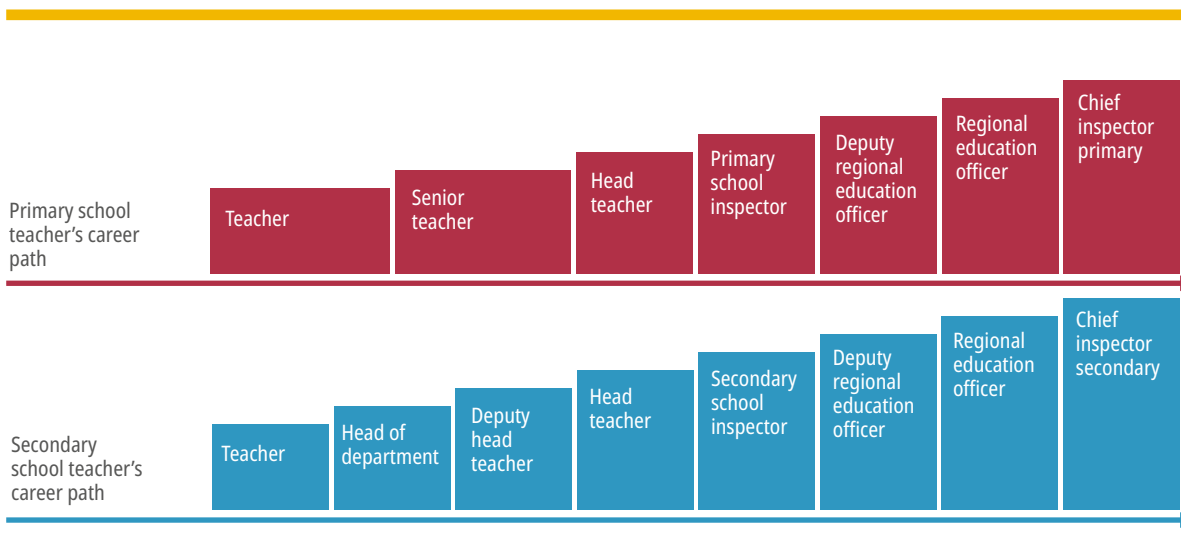 Primary school
teacher's career
path
Teacher
Senior
teacher
Head
teacher
Primary
school
inspector
Deputy
regional
education
officer
Regional
education
officer
Chief
inspector
primary
Secondary
school teacher's
career path
Teacher
Head of
department
Deputy
head
teacher
Head
teacher
Secondary
school
inspector
Deputy
regional
education
officer
Regional
education
officer
Chief
inspector
secondary